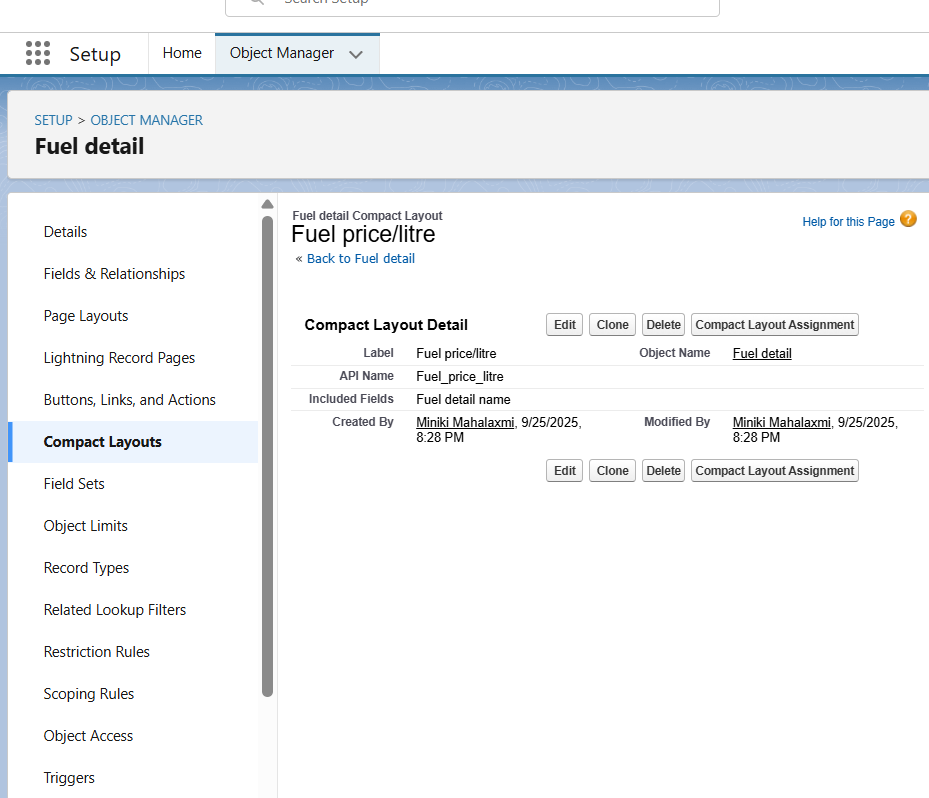 Search Setup
Setup
Home
Object Manager
SETUP > OBJECT MANAGER
Fuel detail
Details
Fields & Relationships
Page Layouts
Lightning Record Pages
Buttons, Links, and Actions
Compact Layouts
Field Sets
Object Limits
Record Types
Related Lookup Filters
Restriction Rules
Scoping Rules
Object Access
Triggers
Fuel detail Compact Layout
Fuel price/litre
« Back to Fuel detail
Help for this Page ?
Compact Layout Detail
Edit Clone Delete Compact Layout Assignment
Label Fuel price/litre Object Name Fuel detail
API Name Fuel_price_litre
Included Fields Fuel detail name
Created By Miniki Mahalaxmi, 9/25/2025, 8:28 PM Modified By Miniki Mahalaxmi, 9/25/2025, 8:28 PM
Edit Clone Delete Compact Layout Assignment